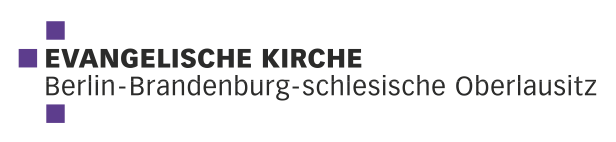 EVANGELISCHE KIRCHE
Berlin-Brandenburg-schlesische Oberlausitz